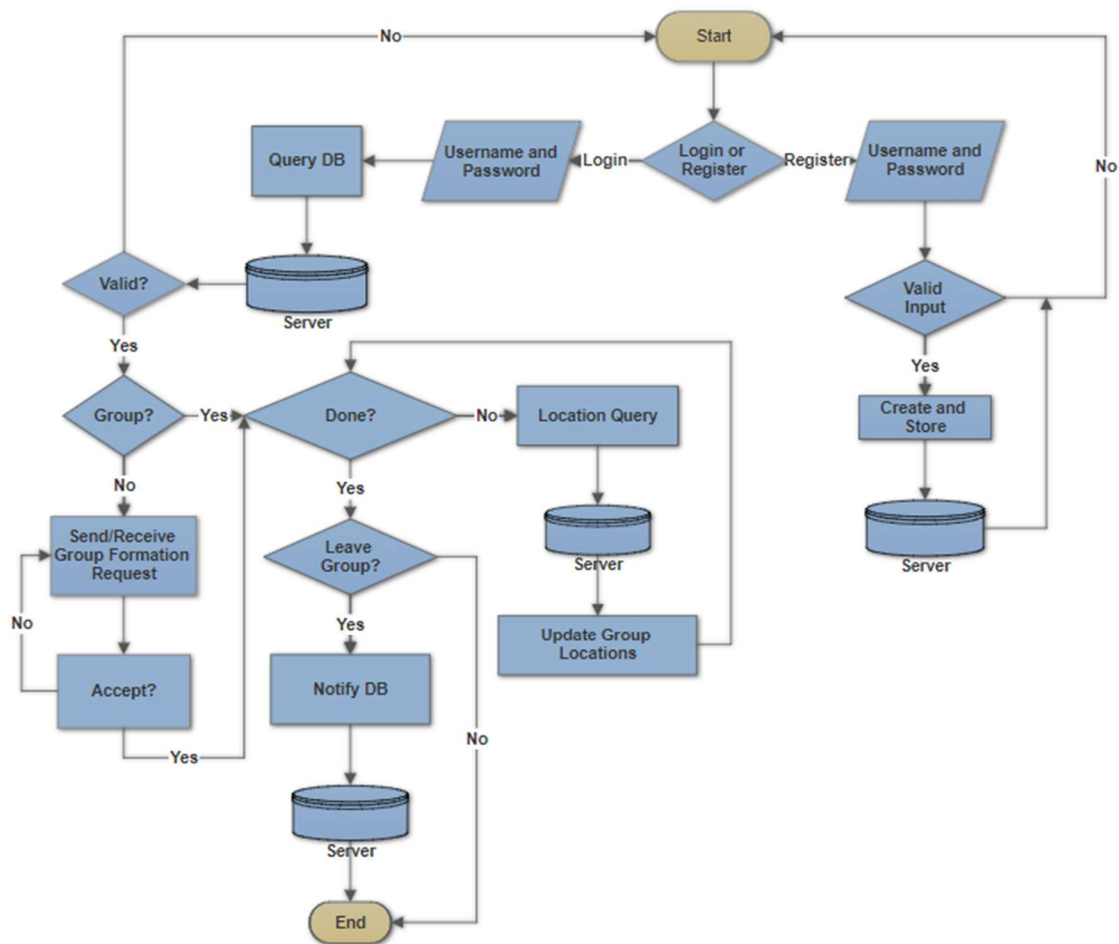 No
Start
Query DB
Username and
Password
Login
Login or
Register
Register
Username and
Password
No
Valid?
Server
Valid
Input
Yes
Yes
Group?
Yes
Done?
No
Location Query
Create and
Store
No
Yes
Send/Receive
Group Formation
Request
Leave
Group?
Server
Server
No
Yes
Update Group
Locations
Accept?
Notify DB
No
Yes
Server
End